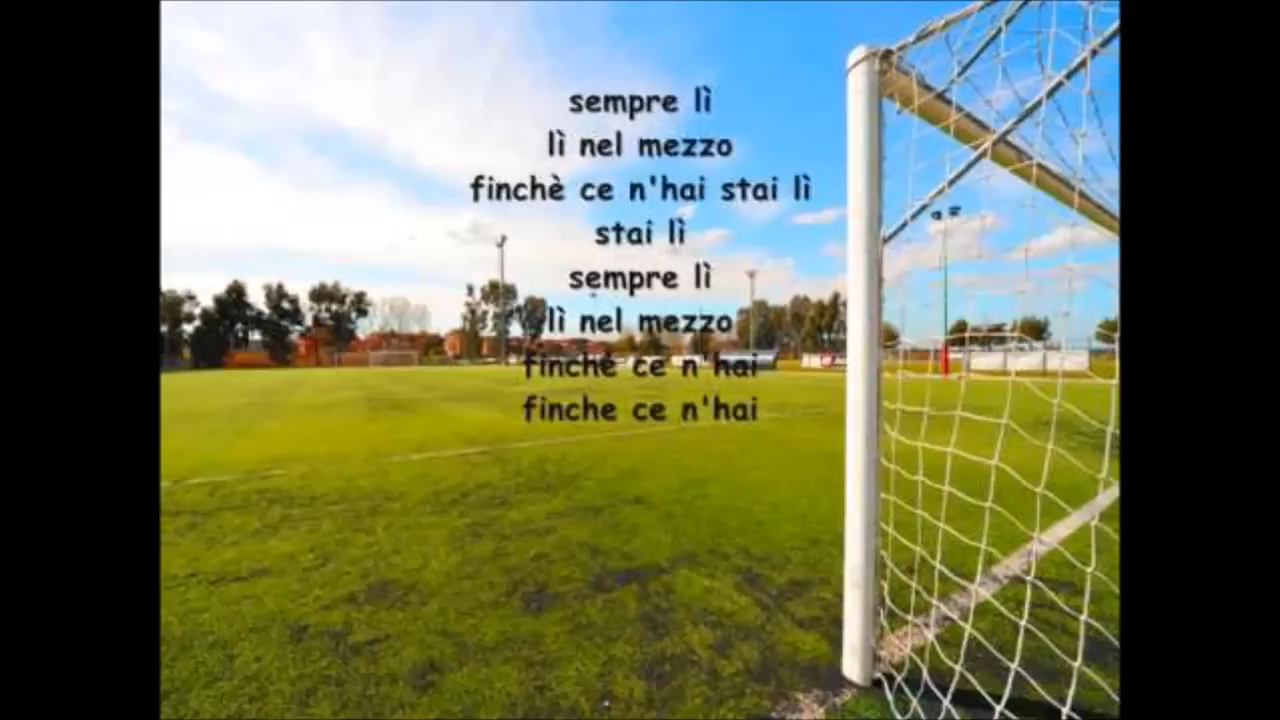 sempre lì
lì nel mezzo
finchè ce n'hai stai lì
stai lì
sempre lì
lì nel mezzo
finchè ce n'hai
finche ce n'hai